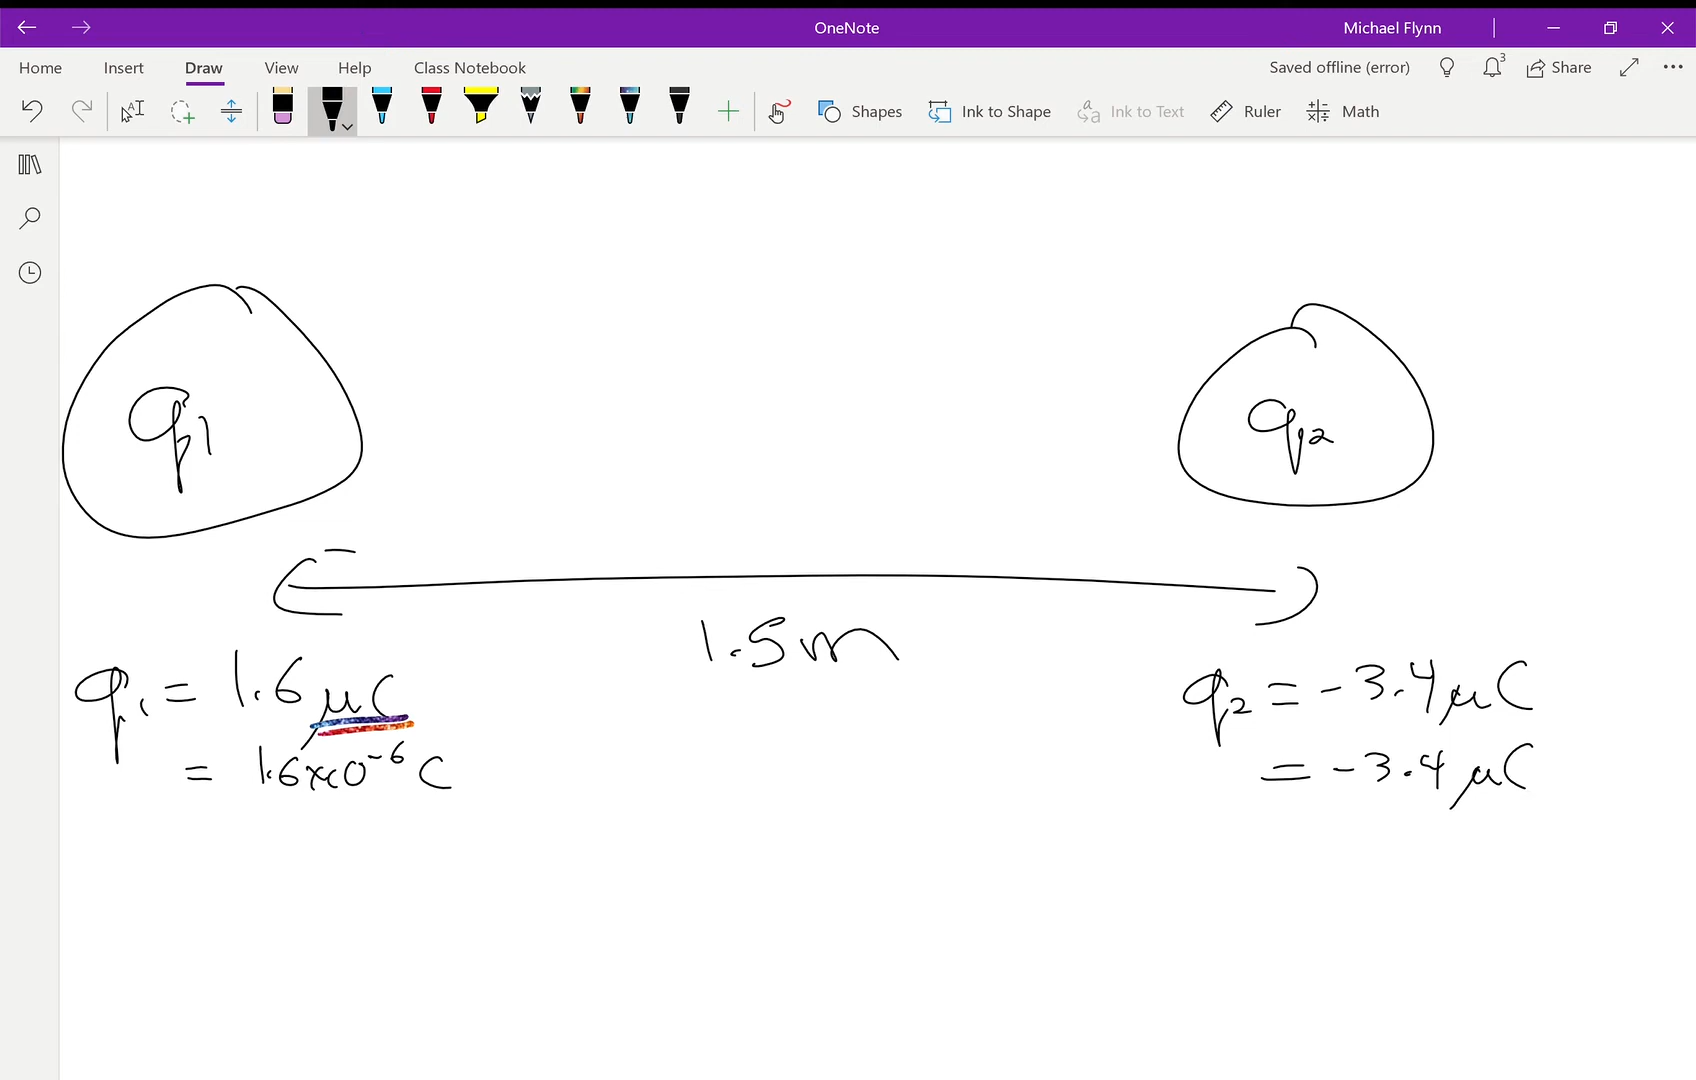 OneNote
Michael Flynn
Home Insert Draw View Help Class Notebook
Saved offline (error)
3
Share
Shapes
Ink to Shape
Ink to Text
Ruler
Math
q1
q2
1.5m
q1 = 1.6 μC
= 1.6x10⁻⁶ C
q2 = -3.4 μC
= -3.4 μC